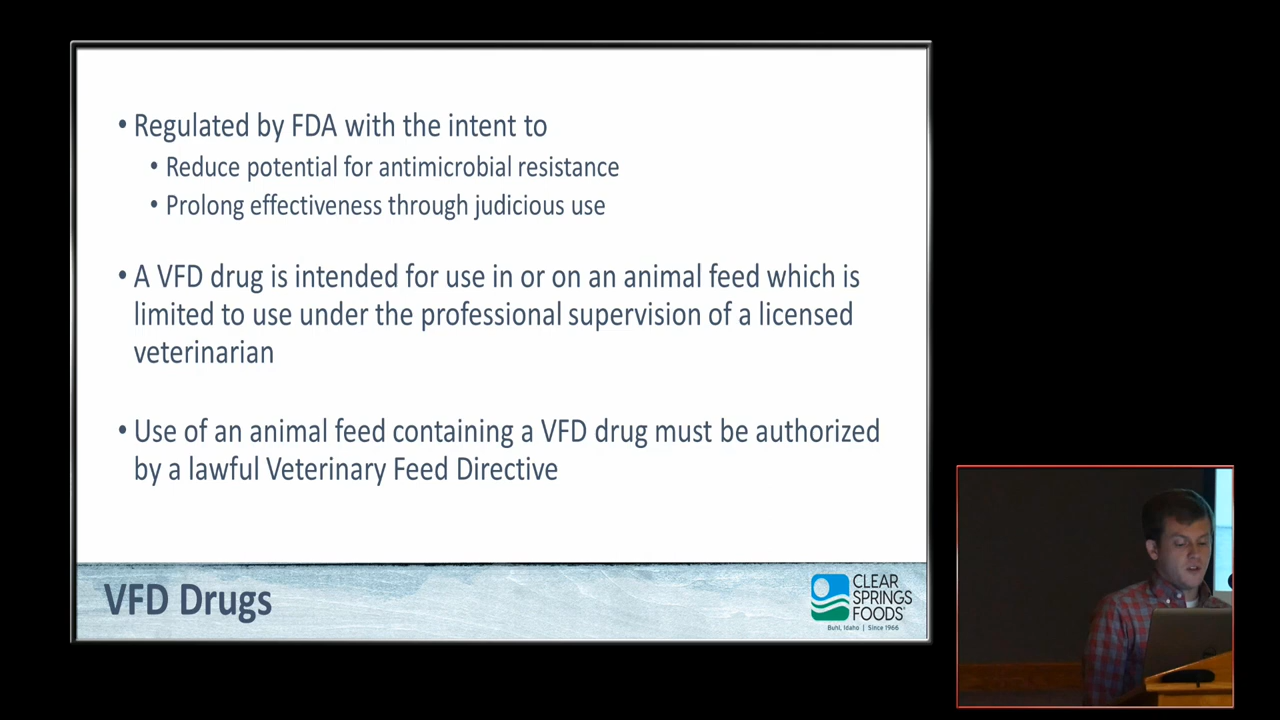 • Regulated by FDA with the intent to
• Reduce potential for antimicrobial resistance
• Prolong effectiveness through judicious use
• A VFD drug is intended for use in or on an animal feed which is
limited to use under the professional supervision of a licensed
veterinarian
• Use of an animal feed containing a VFD drug must be authorized
by a lawful Veterinary Feed Directive
VFD Drugs
CLEAR
SPRINGS
FOODS
Buhl, Idaho | Since 1966